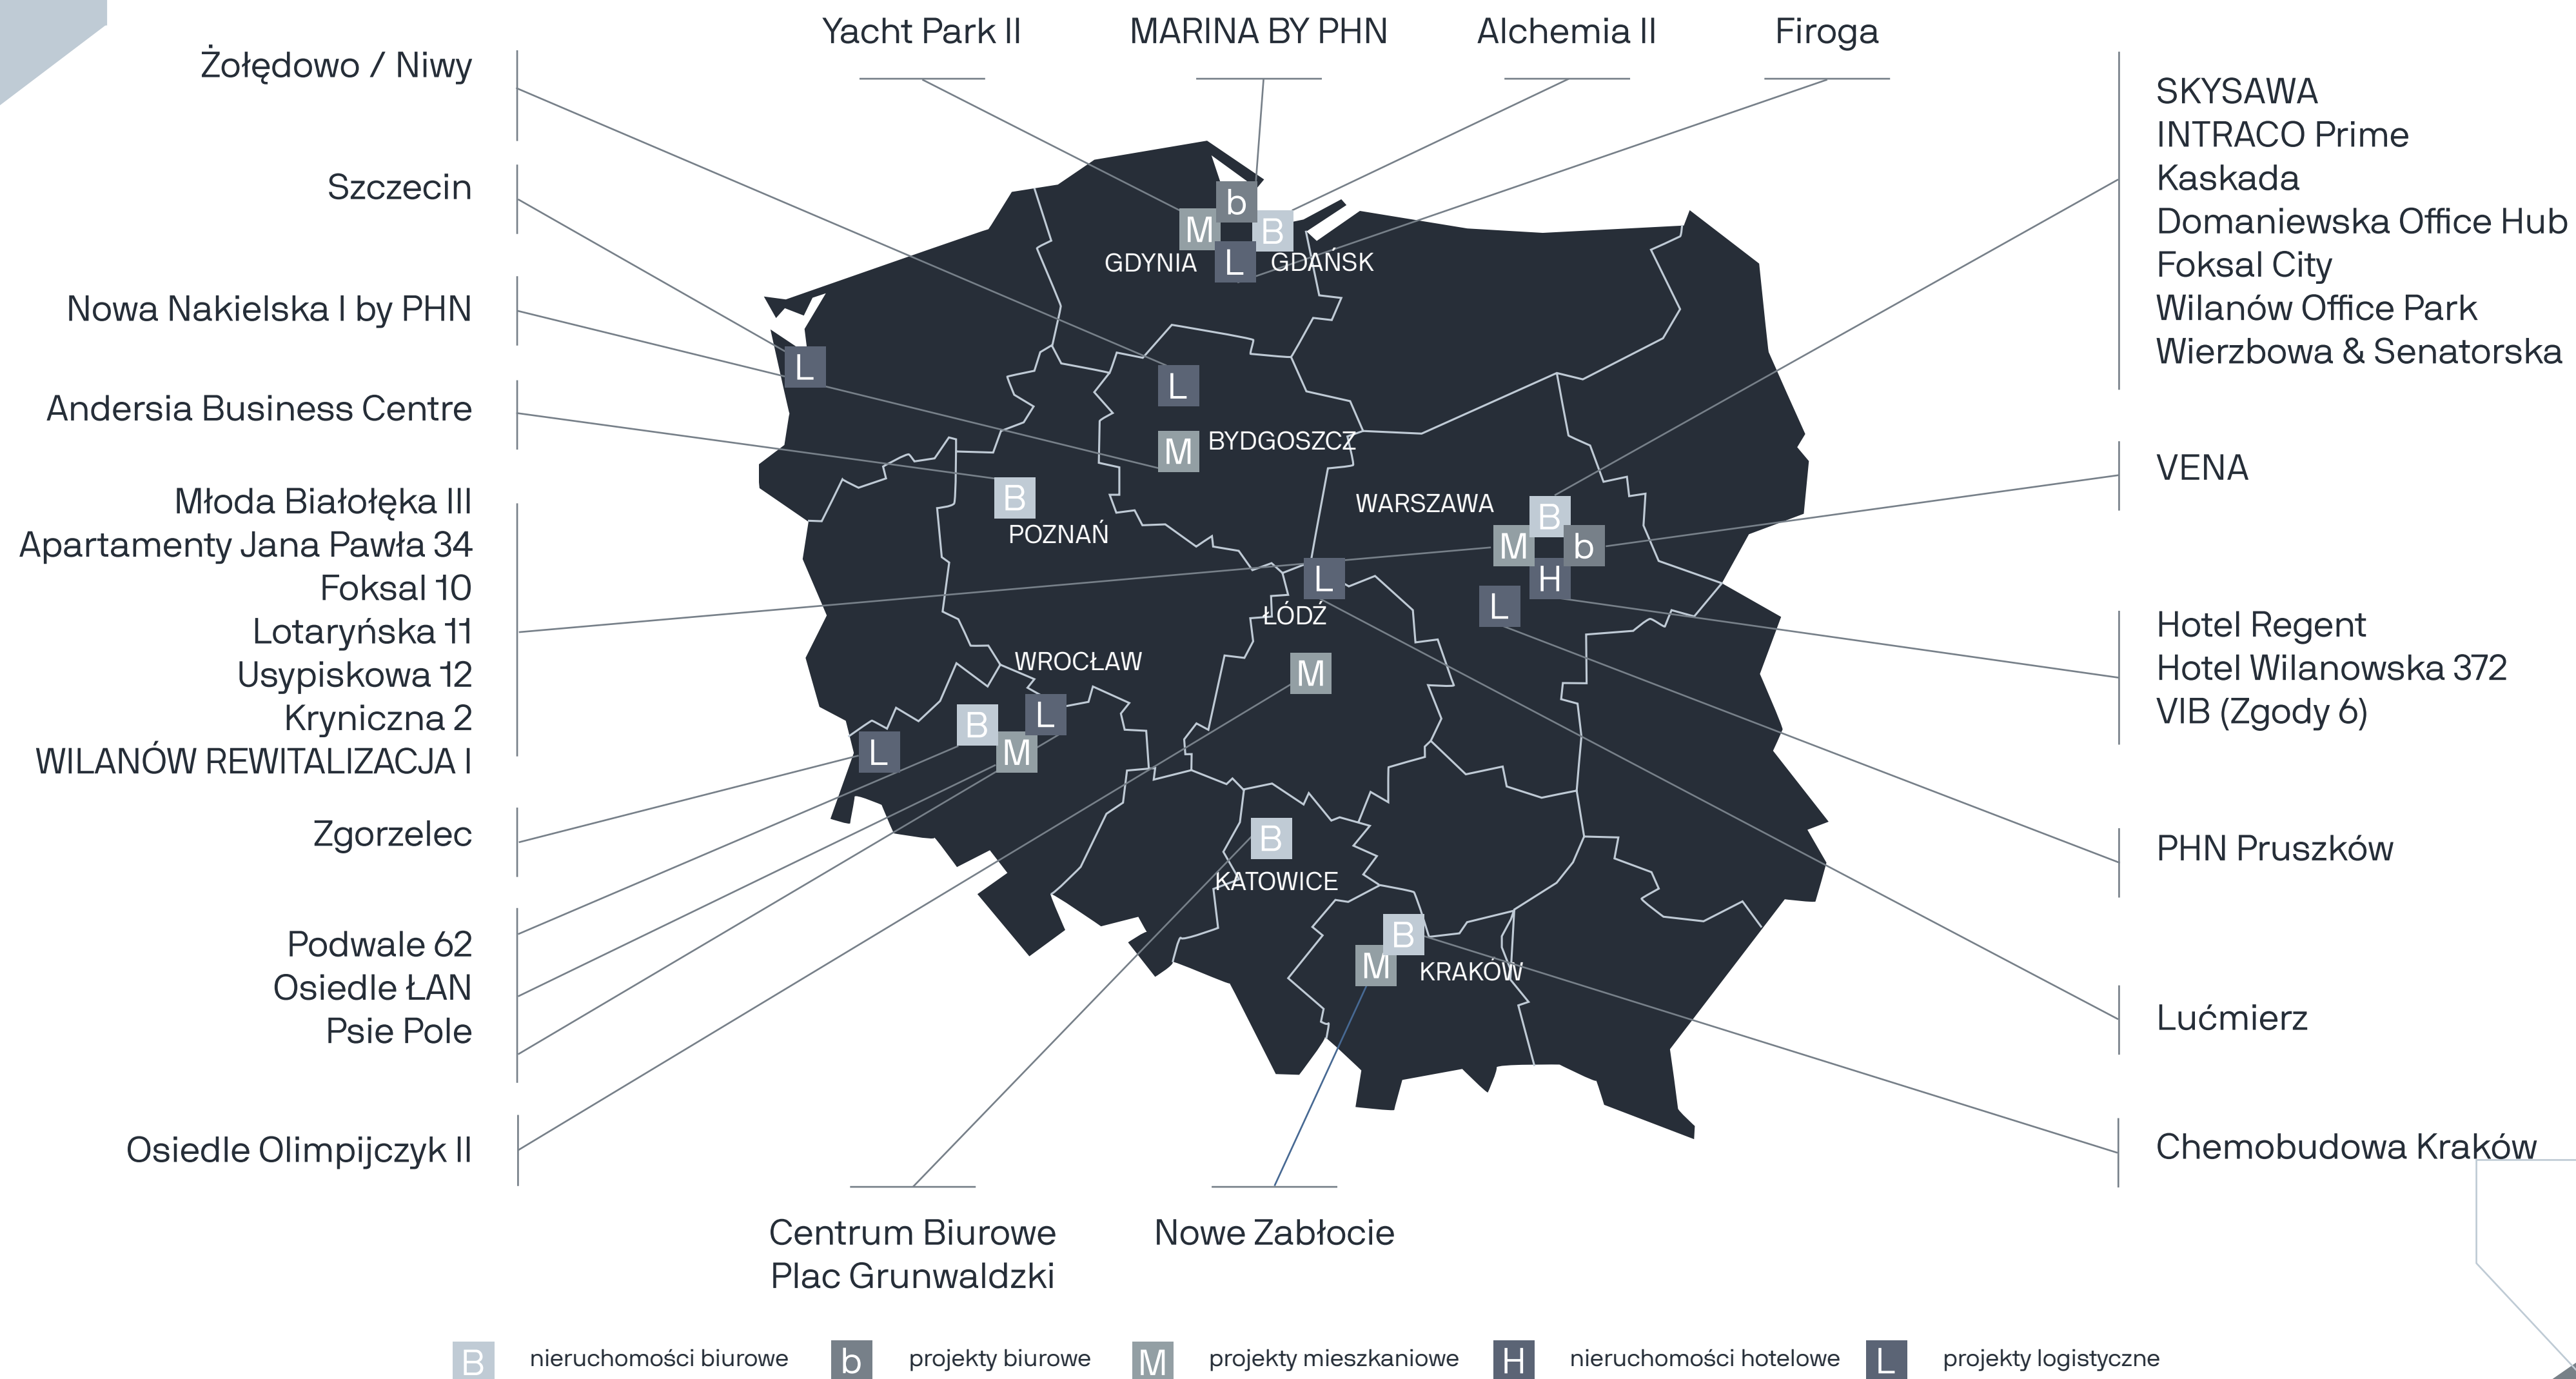 Yacht Park II
MARINA BY PHN
Alchemia II
Firoga
Żołędowo / Niwy
Szczecin
Nowa Nakielska I by PHN
Andersia Business Centre
Młoda Białołęka III
Apartamenty Jana Pawła 34
Foksal 10
Lotaryńska 11
Usypiskowa 12
Kryniczna 2
WILANÓW REWITALIZACJA I
Zgorzelec
Podwale 62
Osiedle ŁAN
Psie Pole
Osiedle Olimpijczyk II
b
M
B
GDYNIA
L
GDAŃSK
L
L
M
BYDGOSZCZ
B
POZNAŃ
WARSZAWA
B
M
b
H
L
L
ŁÓDŹ
M
WROCŁAW
L
B
M
L
B
KATOWICE
B
M
KRAKÓW
SKYSAWA
INTRACO Prime
Kaskada
Domaniewska Office Hub
Foksal City
Wilanów Office Park
Wierzbowa & Senatorska
VENA
Hotel Regent
Hotel Wilanowska 372
VIB (Zgody 6)
PHN Pruszków
Lućmierz
Chemobudowa Kraków
Centrum Biurowe
Plac Grunwaldzki
Nowe Zabłocie
B nieruchomości biurowe
b projekty biurowe
M projekty mieszkaniowe
H nieruchomości hotelowe
L projekty logistyczne